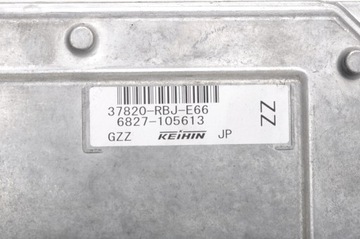 37820-RBJ-E66
6827-105613
GZZ KEIHIN JP
ZZ